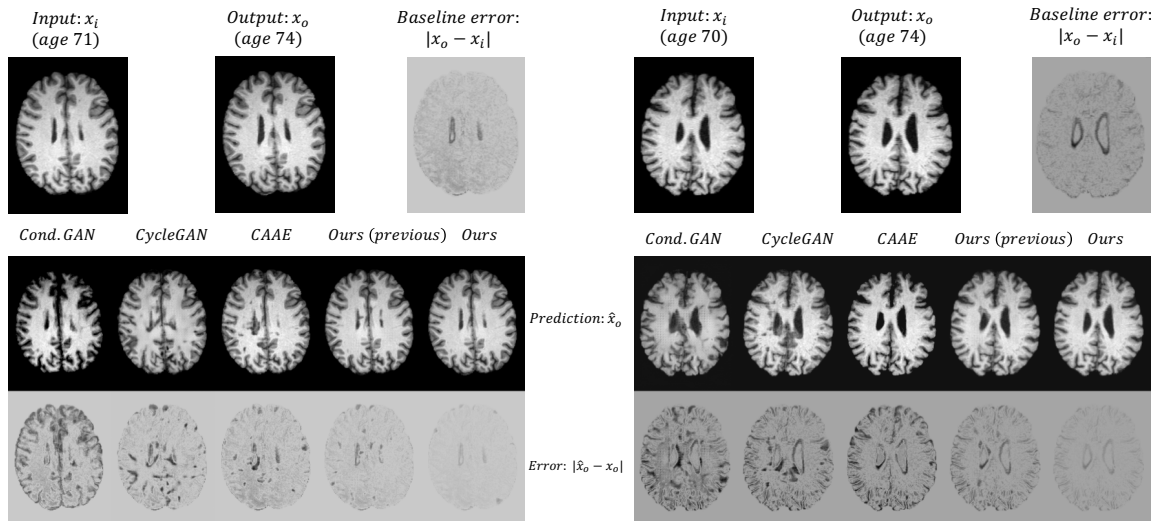 Input: x_i
(age 71)
Output: x_o
(age 74)
Baseline error:
|x_o − x_i|
Input: x_i
(age 70)
Output: x_o
(age 74)
Baseline error:
|x_o − x_i|
Cond. GAN CycleGAN CAAE Ours (previous) Ours
Cond. GAN CycleGAN CAAE Ours (previous) Ours
Prediction: x̂_o
Error: |x̂_o − x_o|